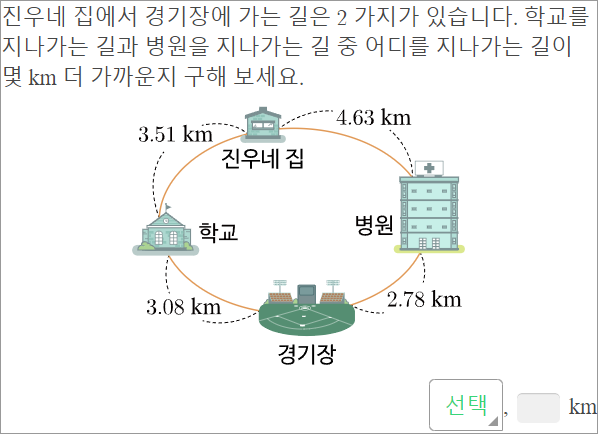 진우네 집에서 경기장에 가는 길은 2 가지가 있습니다. 학교를
지나가는 길과 병원을 지나가는 길 중 어디를 지나가는 길이
몇 km 더 가까운지 구해 보세요.
4.63 km
3.51 km
진우네 집
병원
학교
2.78 km
3.08 km
경기장
선택 , km